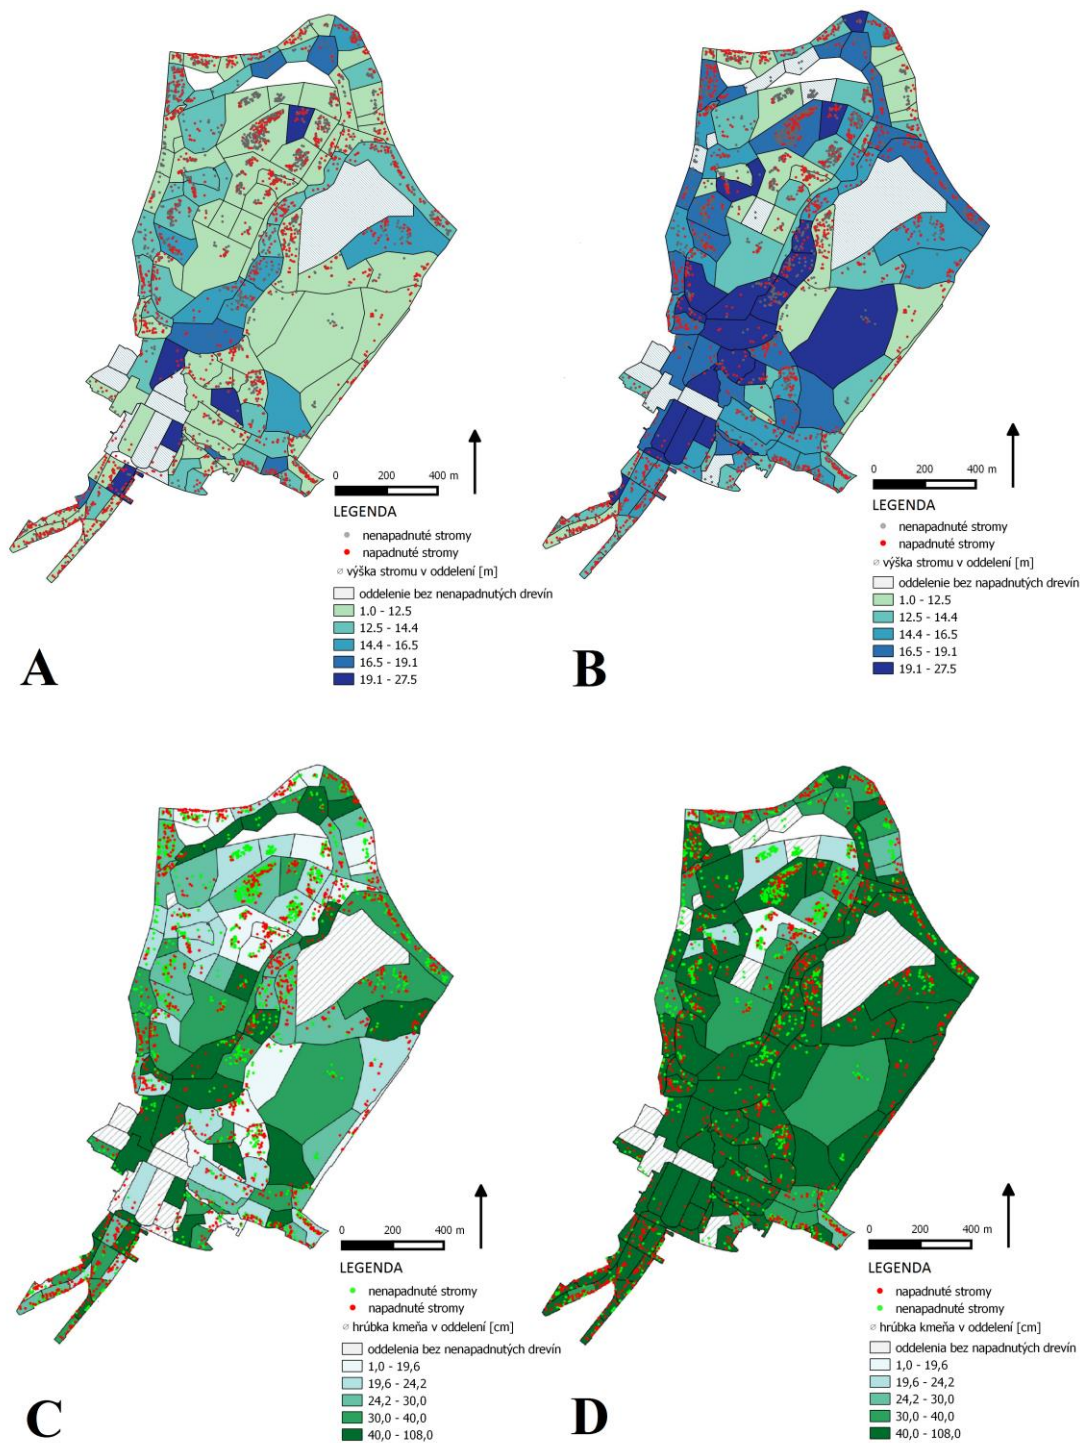 0 200 400 m
LEGENDA
nenapadnuté stromy
napadnuté stromy
výška stromu v oddelení [m]
oddelenie bez nenapadnutých drevín
1.0 - 12.5
12.5 - 14.4
14.4 - 16.5
16.5 - 19.1
19.1 - 27.5
A
0 200 400 m
LEGENDA
nenapadnuté stromy
napadnuté stromy
výška stromu v oddelení [m]
oddelenie bez napadnutých drevín
1.0 - 12.5
12.5 - 14.4
14.4 - 16.5
16.5 - 19.1
19.1 - 27.5
B
0 200 400 m
LEGENDA
nenapadnuté stromy
napadnuté stromy
hrúbka kmeňa v oddelení [cm]
oddelenia bez nenapadnutých drevín
1,0 - 19,6
19,6 - 24,2
24,2 - 30,0
30,0 - 40,0
40,0 - 108,0
C
0 200 400 m
LEGENDA
napadnuté stromy
nenapadnuté stromy
hrúbka kmeňa v oddelení [cm]
oddelenia bez napadnutých drevín
1,0 - 19,6
19,6 - 24,2
24,2 - 30,0
30,0 - 40,0
40,0 - 108,0
D